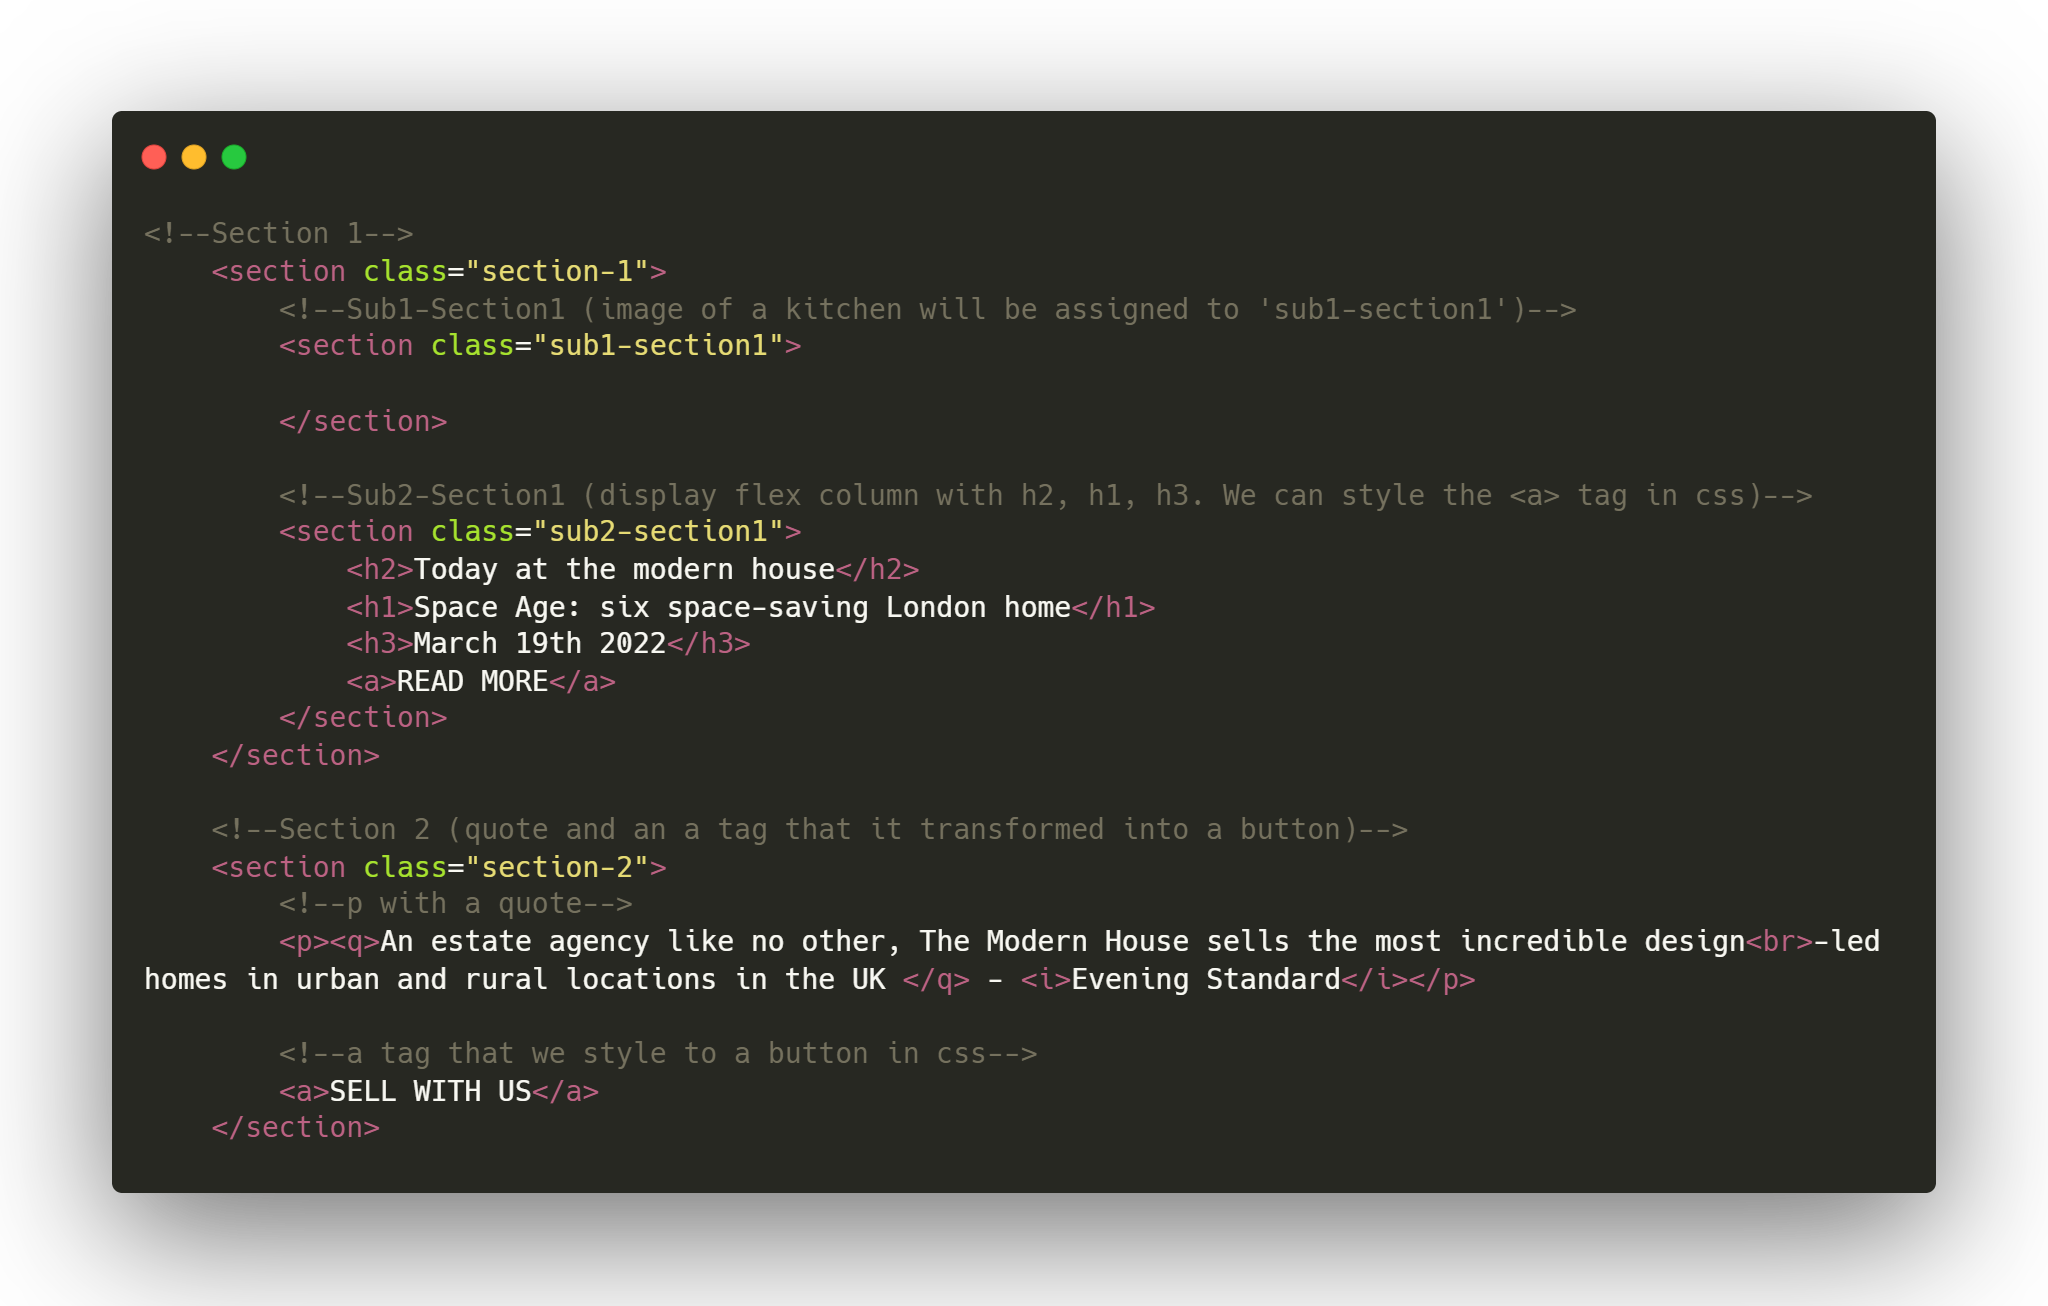 <!--Section 1-->
    <section class="section-1">
        <!--Sub1-Section1 (image of a kitchen will be assigned to 'sub1-section1')-->
        <section class="sub1-section1">

        </section>

        <!--Sub2-Section1 (display flex column with h2, h1, h3. We can style the <a> tag in css)-->
        <section class="sub2-section1">
            <h2>Today at the modern house</h2>
            <h1>Space Age: six space-saving London home</h1>
            <h3>March 19th 2022</h3>
            <a>READ MORE</a>
        </section>
    </section>

    <!--Section 2 (quote and an a tag that it transformed into a button)-->
    <section class="section-2">
        <!--p with a quote-->
        <p><q>An estate agency like no other, The Modern House sells the most incredible design<br>-led
homes in urban and rural locations in the UK </q> - <i>Evening Standard</i></p>

        <!--a tag that we style to a button in css-->
        <a>SELL WITH US</a>
    </section>